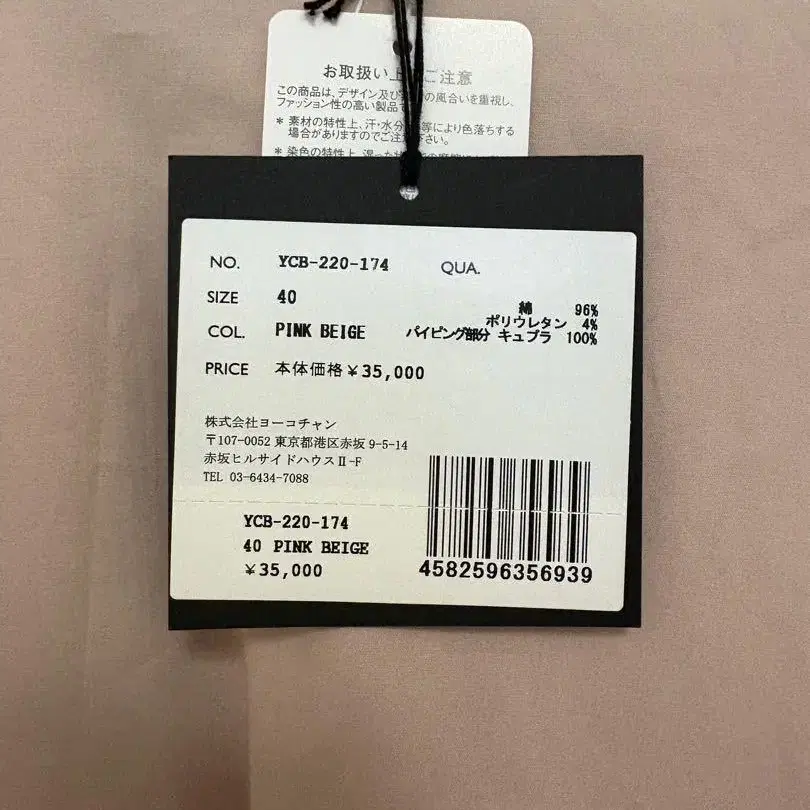 お取扱い上 ご注意
この商品は、デザイン及び の風合いを重視し、
ファッション性の高い製品で
* 素材の特性上、汗・水分 等により色落ちする
場合がありますのでご注意下さい。
* 染色の特性上、湿った状
NO. YCB-220-174 QUA.
SIZE 40
綿 96%
ポリウレタン 4%
COL. PINK BEIGE パイピング部分 キュプラ 100%
PRICE 本体価格¥35,000
株式会社ヨーコチャン
〒107-0052 東京都港区赤坂 9-5-14
赤坂ヒルサイドハウスⅡ-F
TEL 03-6434-7088
YCB-220-174
40 PINK BEIGE
¥35,000
4582596356939